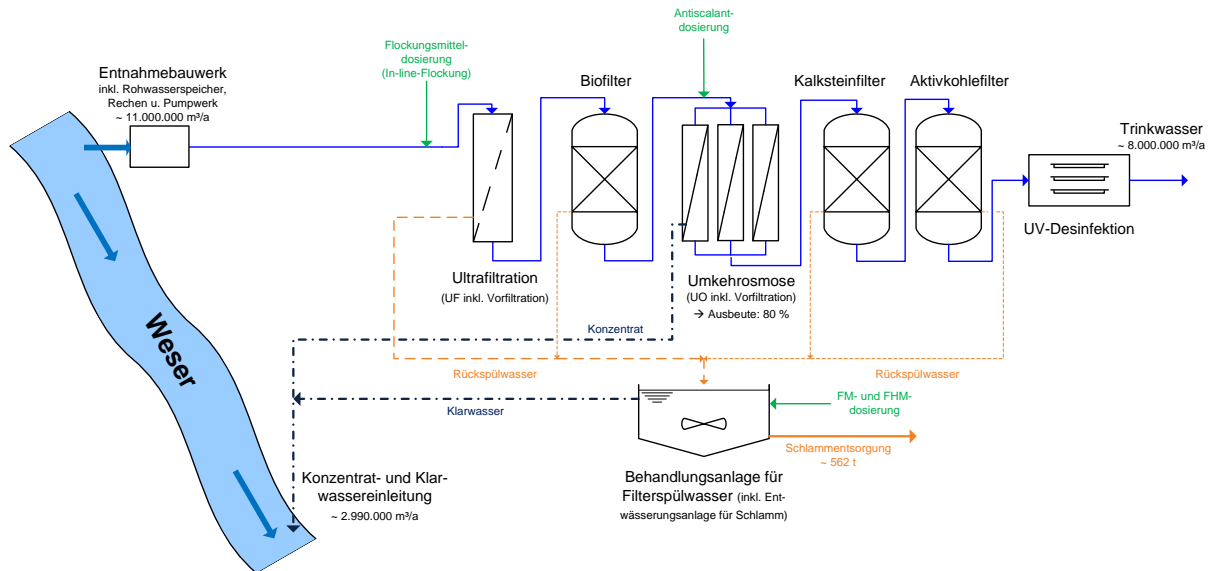 Antiscalant-
dosierung
Flockungsmittel-
dosierung
(In-line-Flockung)
Entnahmebauwerk
inkl. Rohwasserspeicher,
Rechen u. Pumpwerk
~ 11.000.000 m³/a
Biofilter
Kalksteinfilter
Aktivkohlefilter
Trinkwasser
~ 8.000.000 m³/a
UV-Desinfektion
Ultrafiltration
(UF inkl. Vorfiltration)
Umkehrosmose
(UO inkl. Vorfiltration)
→ Ausbeute: 80 %
Weser
Konzentrat
Rückspülwasser
Rückspülwasser
Klarwasser
FM- und FHM-
dosierung
Schlammentsorgung
~ 562 t
Konzentrat- und Klar-
wassereinleitung
~ 2.990.000 m³/a
Behandlungsanlage für
Filterspülwasser (inkl. Ent-
wässerungsanlage für Schlamm)